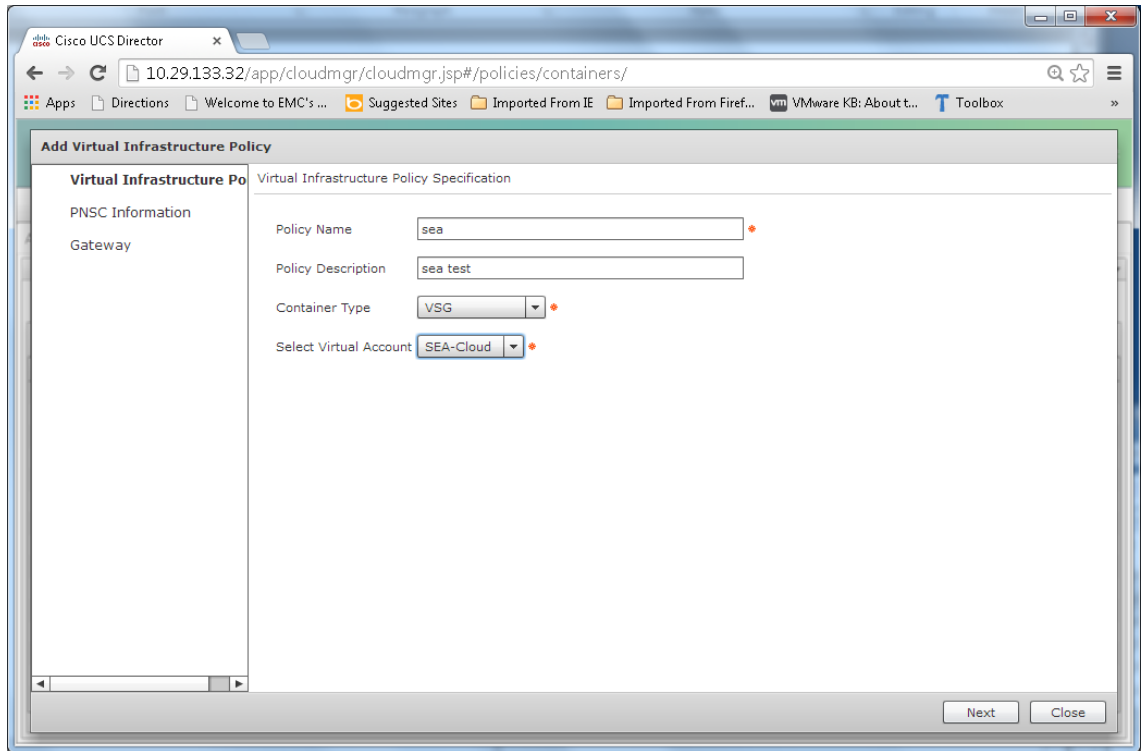 Cisco UCS Director
10.29.133.32/app/cloudmgr/cloudmgr.jsp#/policies/containers/
Apps Directions Welcome to EMC's ... Suggested Sites Imported From IE Imported From Firef... VMware KB: About t... Toolbox »
Add Virtual Infrastructure Policy
Virtual Infrastructure Po
PNSC Information
Gateway
Virtual Infrastructure Policy Specification
Policy Name sea
Policy Description sea test
Container Type VSG
Select Virtual Account SEA-Cloud
Next Close